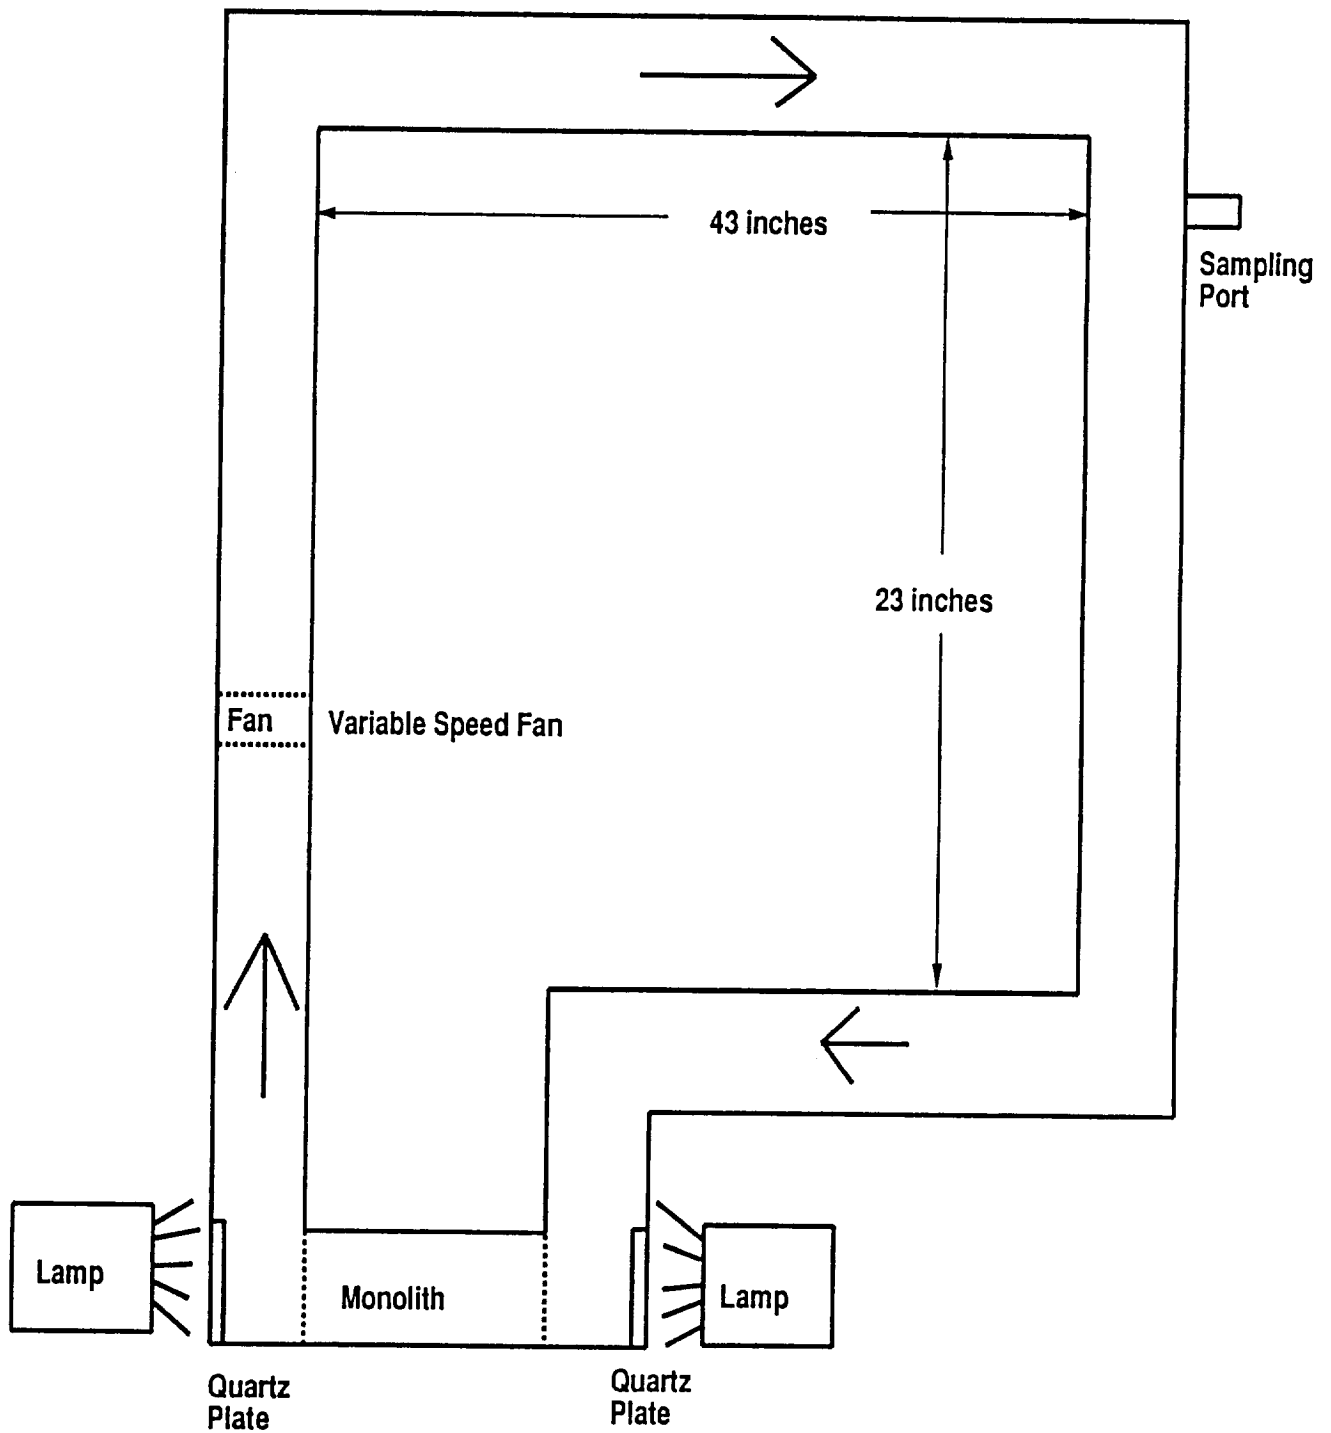 43 inches
Sampling
Port
23 inches
Fan
Variable Speed Fan
Lamp
Monolith
Lamp
Quartz
Plate
Quartz
Plate